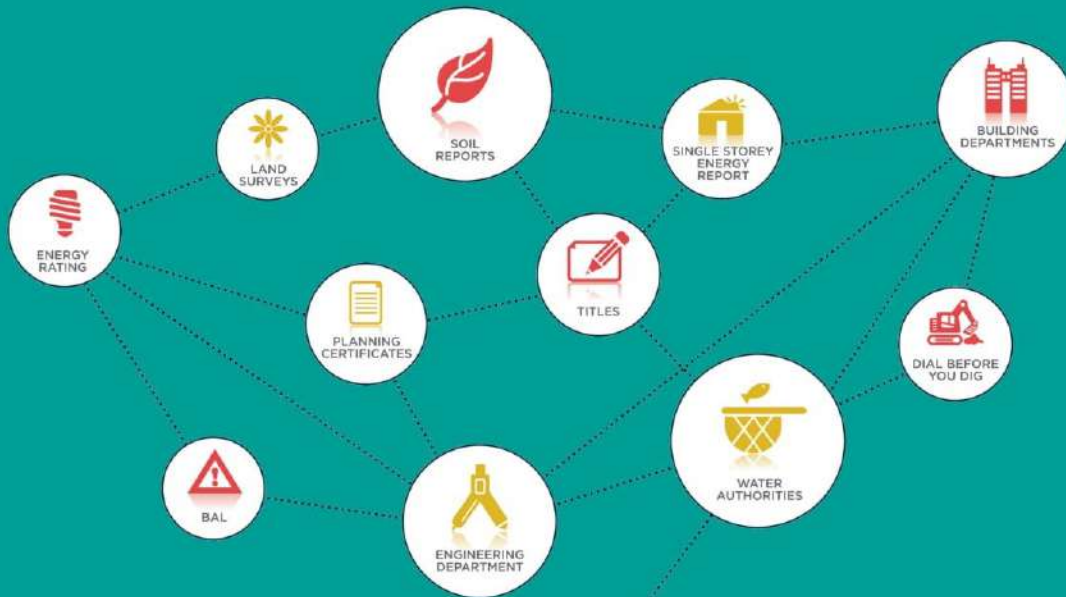 SOIL
REPORTS
BUILDING
DEPARTMENTS
SINGLE STOREY
ENERGY
REPORT
LAND
SURVEYS
ENERGY
RATING
TITLES
PLANNING
CERTIFICATES
DIAL BEFORE
YOU DIG
WATER
AUTHORITIES
BAL
ENGINEERING
DEPARTMENT